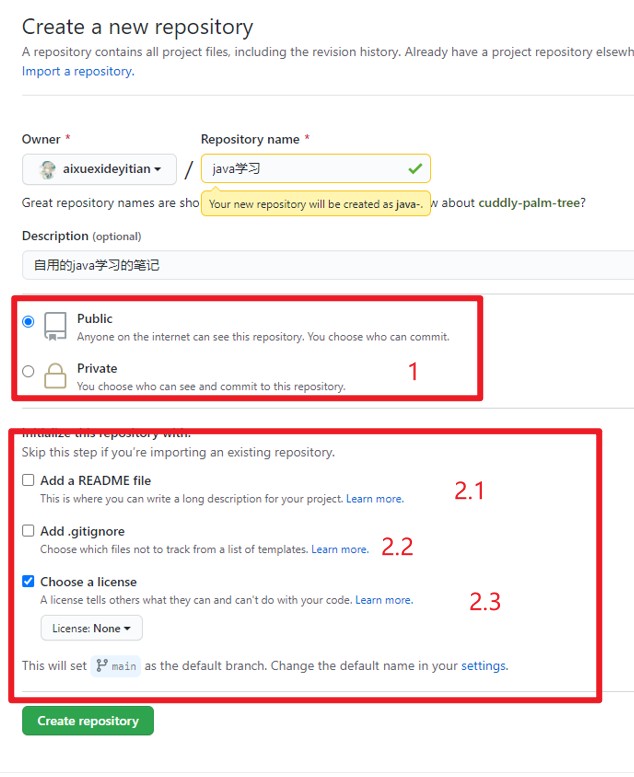 Create a new repository
A repository contains all project files, including the revision history. Already have a project repository
Import a repository.
Owner * Repository name *
aixuexideyitian / java学习
Great repository names are Your new repository will be created as java-. about cuddly-palm-tree?
Description (optional)
自用的java学习的笔记
Public
Anyone on the internet can see this repository. You choose who can commit.
Private
You choose who can see and commit to this repository.
1
Initialize this repository with:
Skip this step if you're importing an existing repository.
Add a README file
This is where you can write a long description for your project. Learn more.
2.1
Add .gitignore
Choose which files not to track from a list of templates. Learn more.
2.2
Choose a license
A license tells others what they can and can't do with your code. Learn more.
2.3
License: None
This will set main as the default branch. Change the default name in your settings.
Create repository